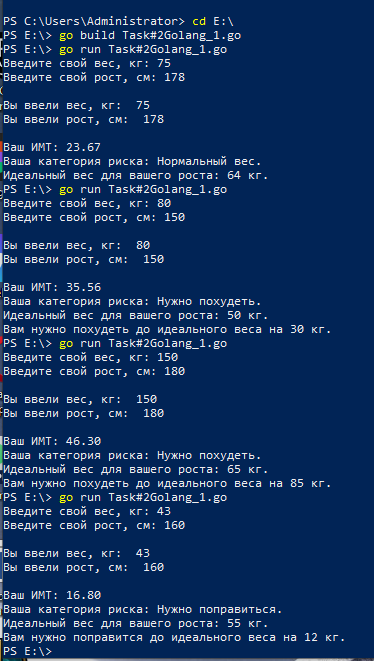 PS C:\Users\Administrator> cd E:\
PS E:\> go build Task#2Golang_1.go
PS E:\> go run Task#2Golang_1.go
Введите свой вес, кг: 75
Введите свой рост, см: 178
Вы ввели вес, кг:  75
Вы ввели рост, см:  178
Ваш ИМТ: 23.67
Ваша категория риска: Нормальный вес.
Идеальный вес для вашего роста: 64 кг.
PS E:\> go run Task#2Golang_1.go
Введите свой вес, кг: 80
Введите свой рост, см: 150
Вы ввели вес, кг:  80
Вы ввели рост, см:  150
Ваш ИМТ: 35.56
Ваша категория риска: Нужно похудеть.
Идеальный вес для вашего роста: 50 кг.
Вам нужно похудеть до идеального веса на 30 кг.
PS E:\> go run Task#2Golang_1.go
Введите свой вес, кг: 150
Введите свой рост, см: 180
Вы ввели вес, кг:  150
Вы ввели рост, см:  180
Ваш ИМТ: 46.30
Ваша категория риска: Нужно похудеть.
Идеальный вес для вашего роста: 65 кг.
Вам нужно похудеть до идеального веса на 85 кг.
PS E:\> go run Task#2Golang_1.go
Введите свой вес, кг: 43
Введите свой рост, см: 160
Вы ввели вес, кг:  43
Вы ввели рост, см:  160
Ваш ИМТ: 16.80
Ваша категория риска: Нужно поправиться.
Идеальный вес для вашего роста: 55 кг.
Вам нужно поправится до идеального веса на 12 кг.
PS E:\>